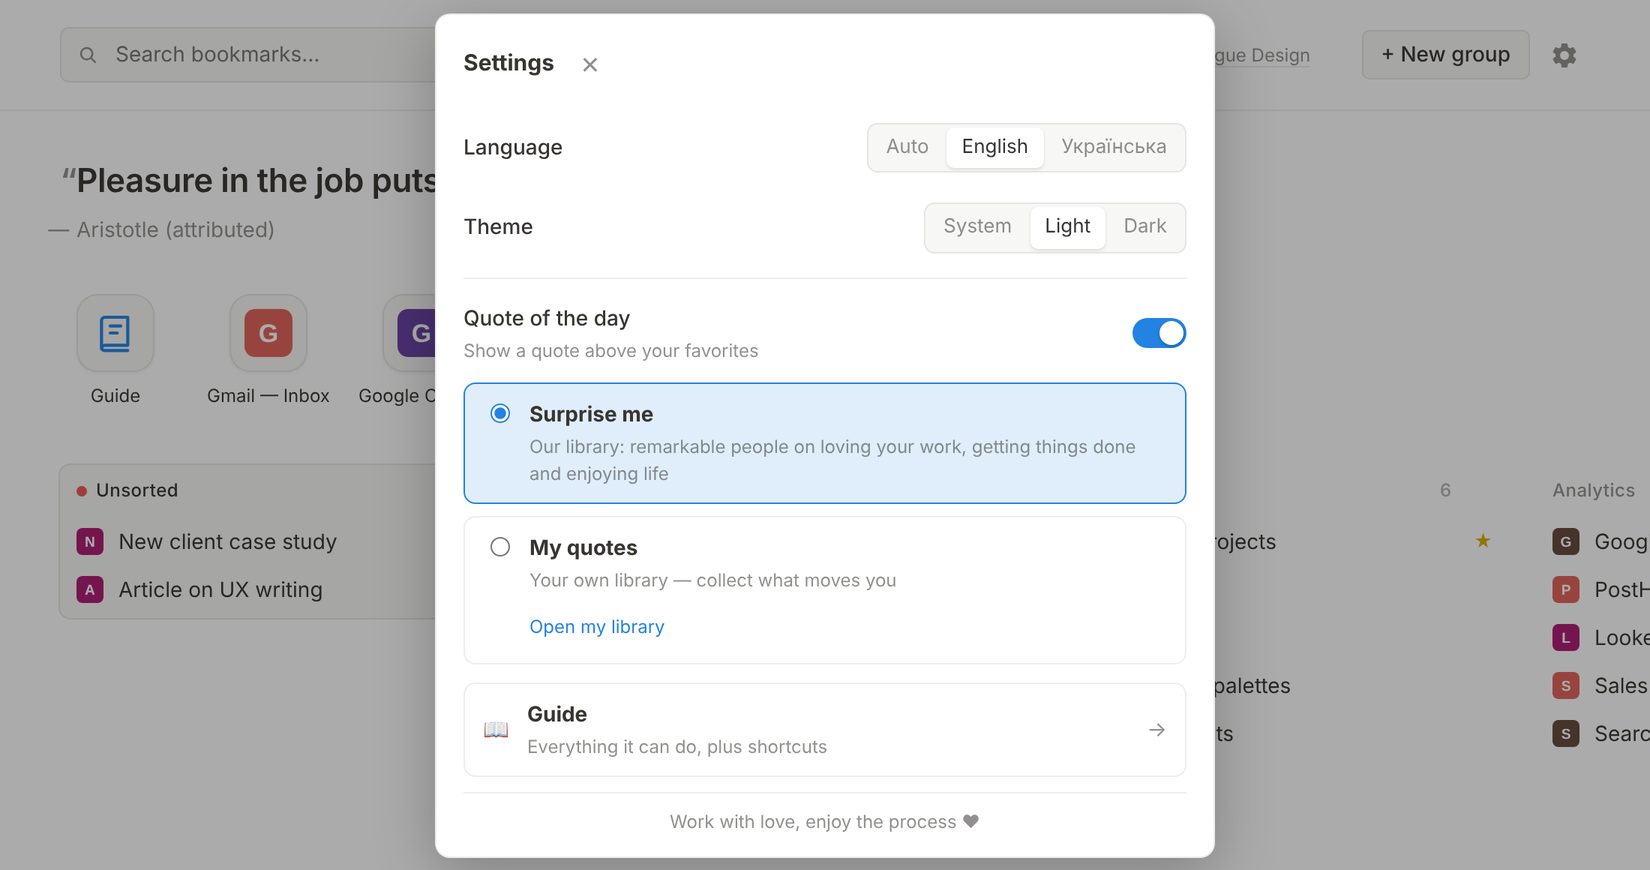 Search bookmarks...
gue Design
+ New group
Settings
Language
Auto English Українська
Theme
System Light Dark
“Pleasure in the job puts
— Aristotle (attributed)
Guide
G
Gmail — Inbox
G
Google
Quote of the day
Show a quote above your favorites
Surprise me
Our library: remarkable people on loving your work, getting things done
and enjoying life
My quotes
Your own library — collect what moves you
Open my library
Guide
Everything it can do, plus shortcuts
Work with love, enjoy the process ♥
Unsorted
N New client case study
A Article on UX writing
6
rojects
palettes
ts
Analytics
G Goog
P PostH
L Looke
S Sales
S Searc